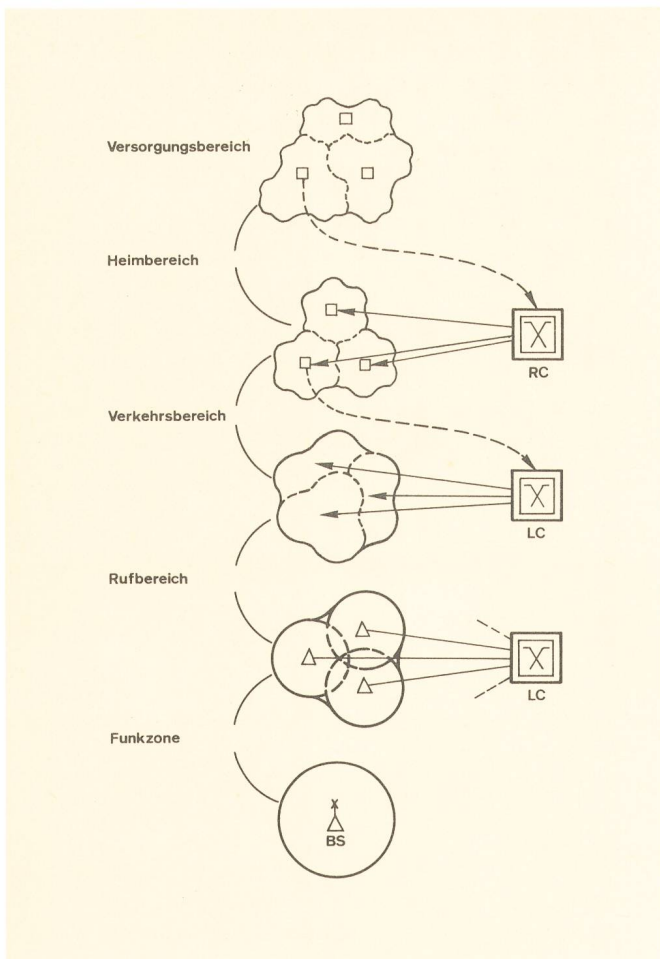 Versorgungsbereich
Heimbereich
RC
Verkehrsbereich
LC
Rufbereich
LC
Funkzone
BS